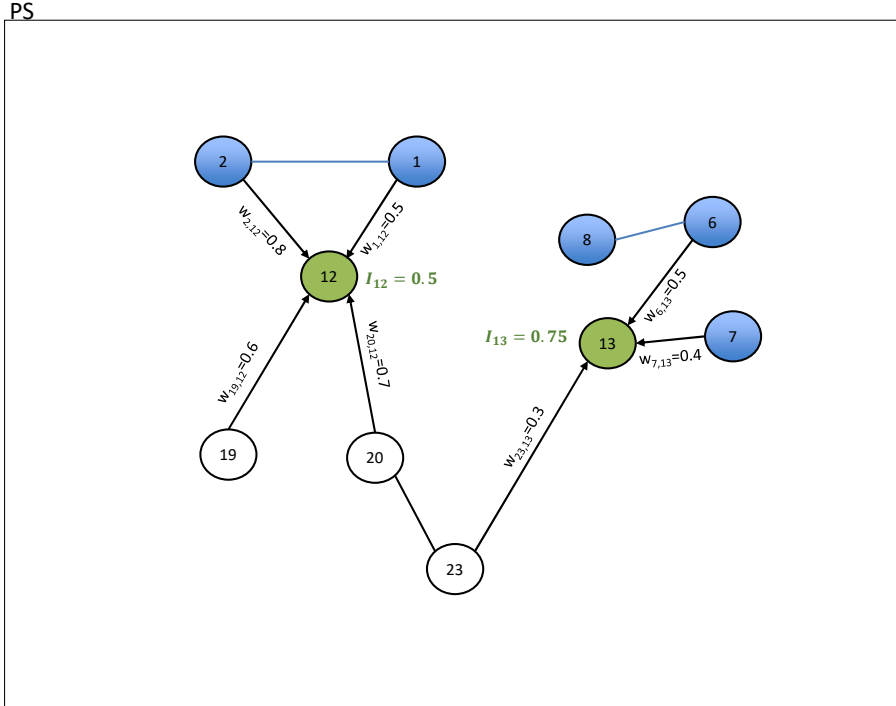 PS
2
1
w2,12=0.8
w1,12=0.5
6
8
12
I12 = 0.5
w6,13=0.5
I13 = 0.75
13
7
w7,13=0.4
w20,12=0.7
w19,12=0.6
w23,13=0.3
19
20
23